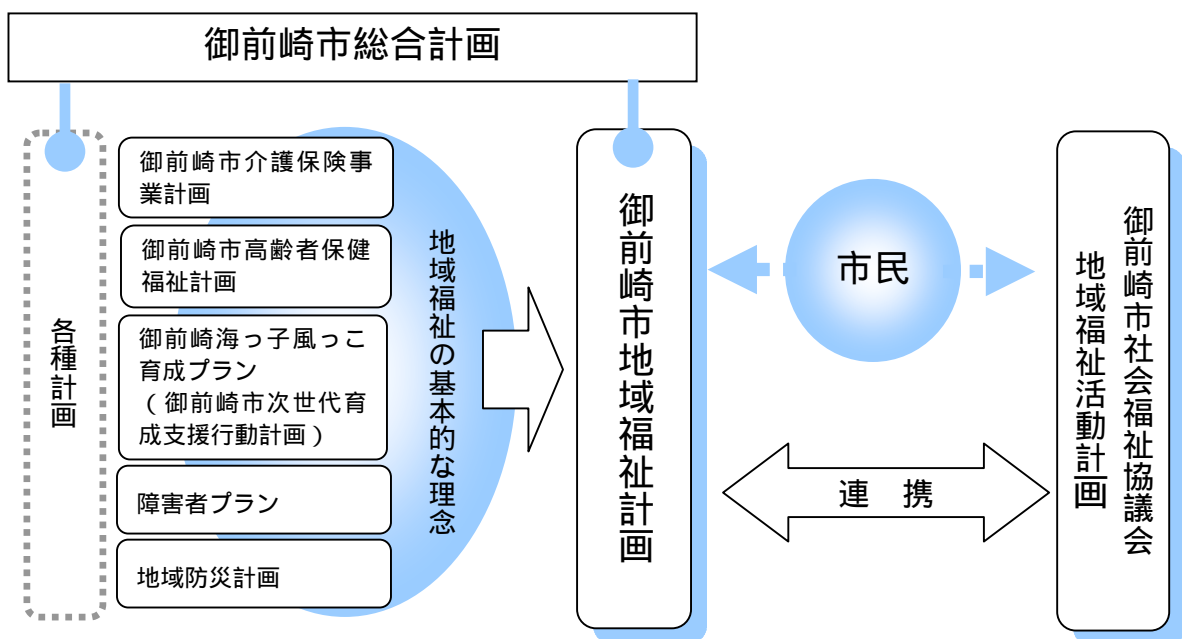 御前崎市総合計画
各種計画
御前崎市介護保険事
業計画
御前崎市高齢者保健
福祉計画
御前崎海っ子風っこ
育成プラン
（御前崎市次世代育
成支援行動計画）
障害者プラン
地域防災計画
地域福祉の基本的な理念
御前崎市地域福祉計画
市民
連　携
御前崎市社会福祉協議会
地域福祉活動計画